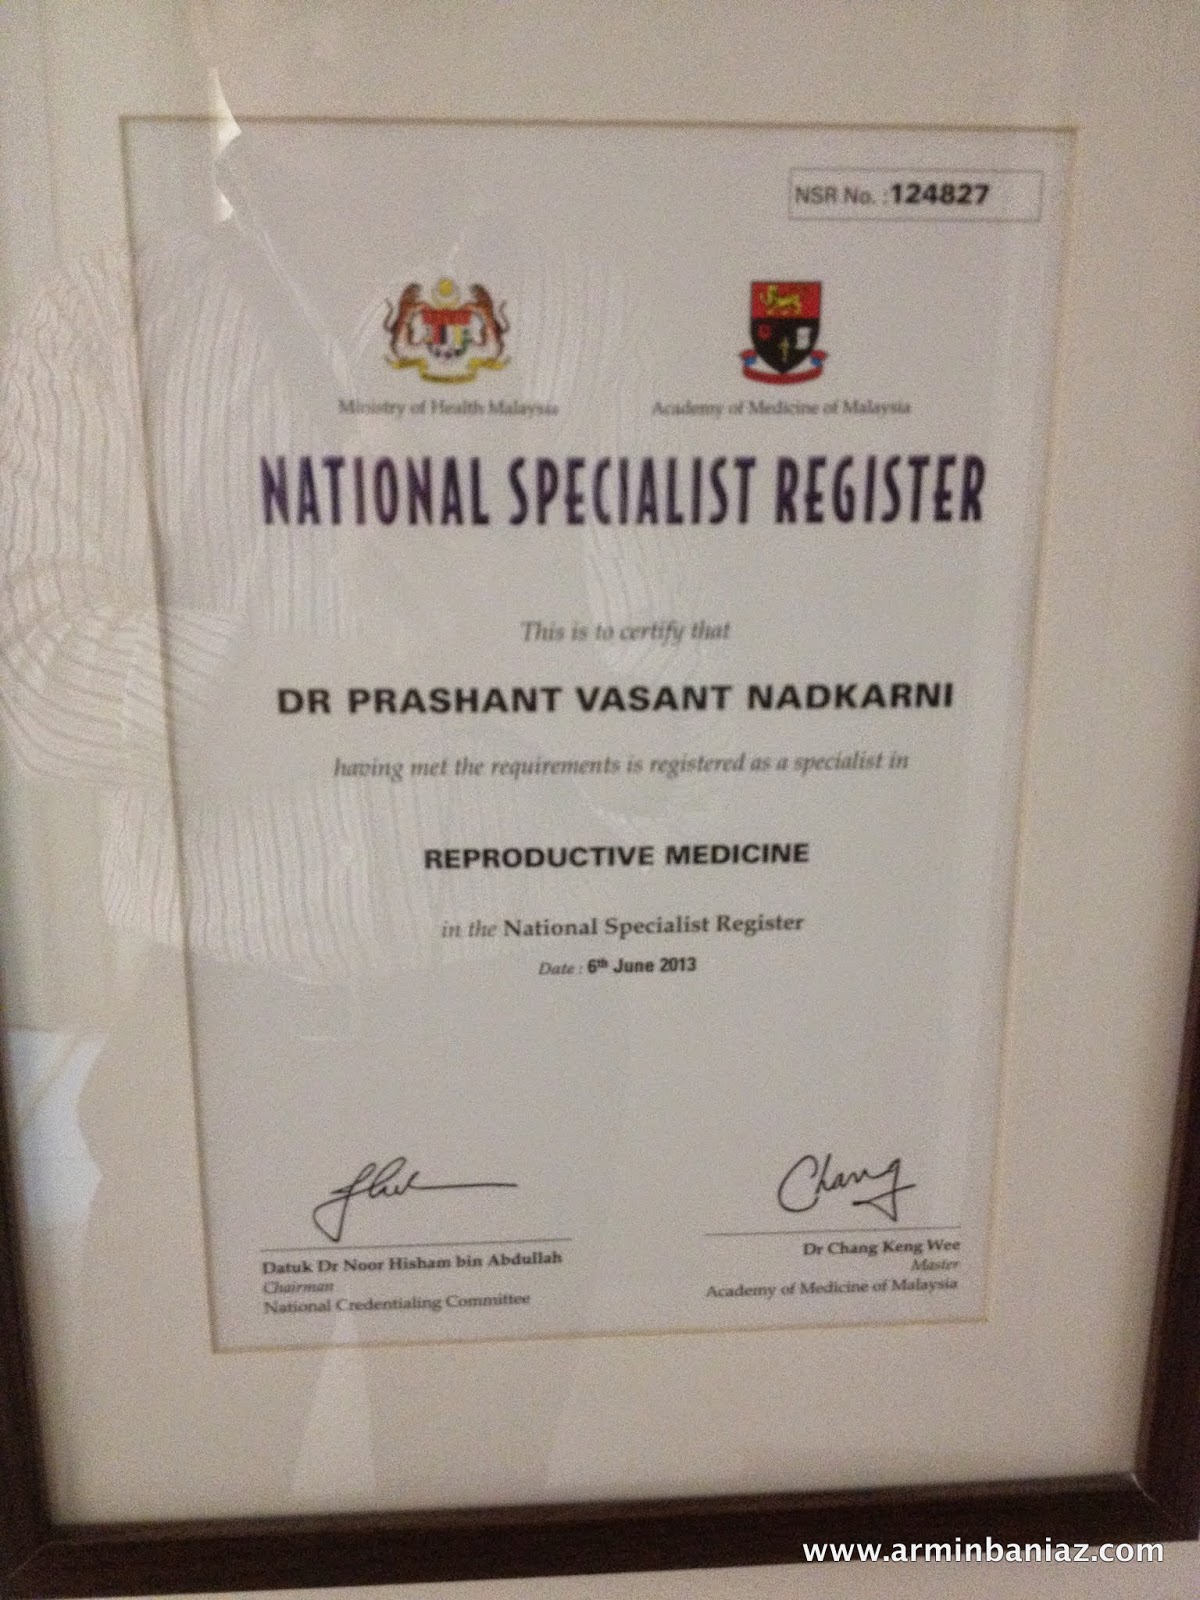 NSR No. : 124827
Ministry of Health Malaysia
Academy of Medicine of Malaysia
NATIONAL SPECIALIST REGISTER
This is to certify that
DR PRASHANT VASANT NADKARNI
having met the requirements is registered as a specialist in
REPRODUCTIVE MEDICINE
in the National Specialist Register
Date : 6th June 2013
Chang
Datuk Dr Noor Hisham bin Abdullah
Chairman
National Credentialing Committee
Dr Chang Keng Wee
Master
Academy of Medicine of Malaysia
www.arminbaniaz.com